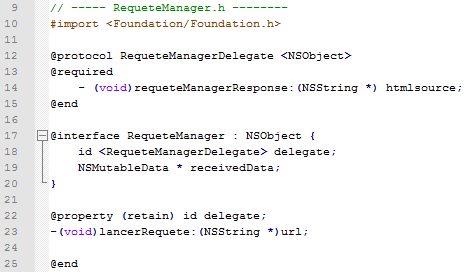 9 // ----- RequeteManager.h --------
10 #import <Foundation/Foundation.h>
11
12 @protocol RequeteManagerDelegate <NSObject>
13 @required
14     - (void)requeteManagerResponse:(NSString *) htmlsource;
15 @end
16
17 @interface RequeteManager : NSObject {
18     id <RequeteManagerDelegate> delegate;
19     NSMutableData * receivedData;
20 }
21
22 @property (retain) id delegate;
23 -(void)lancerRequete:(NSString *)url;
24
25 @end